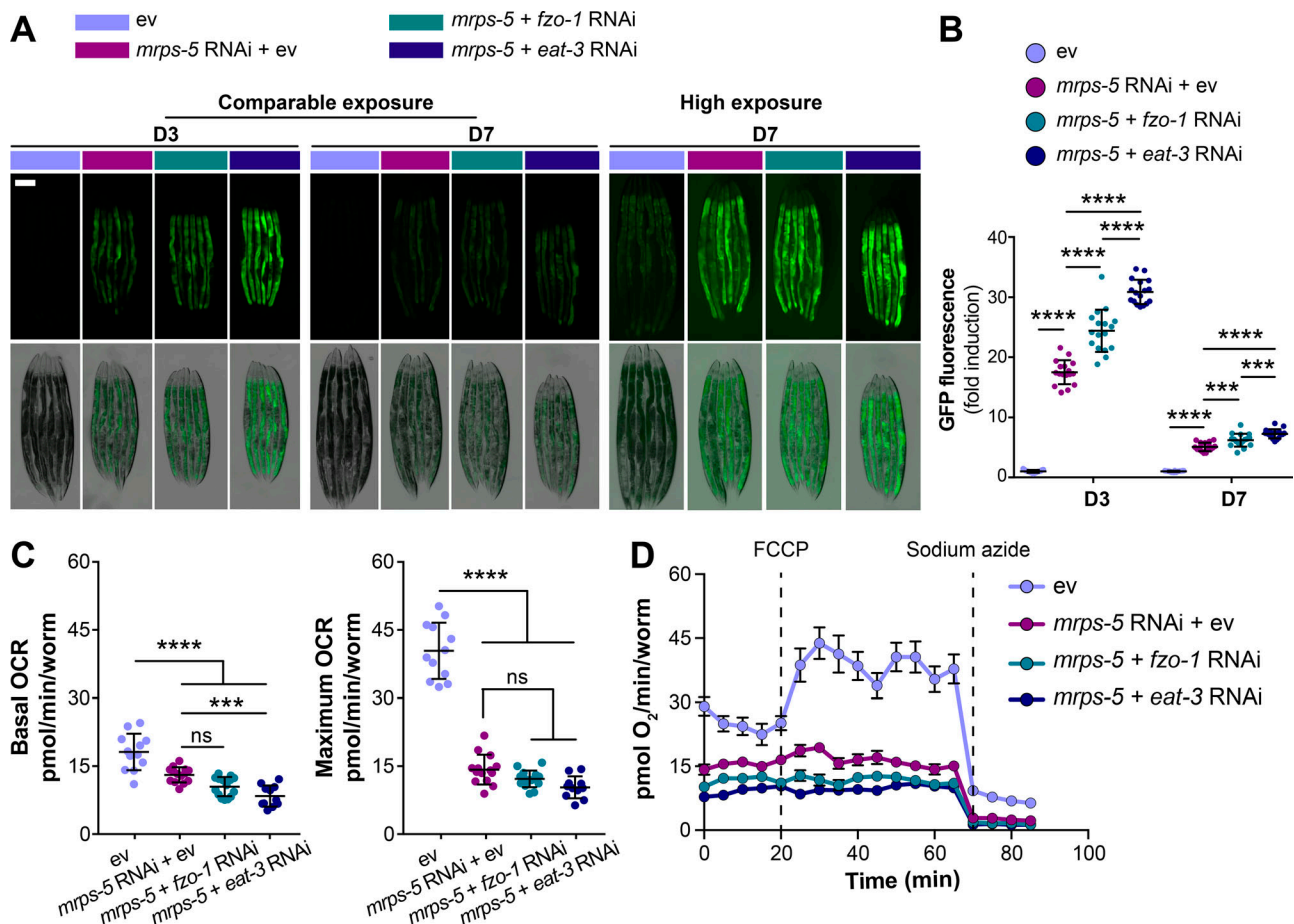 A
ev
mrps-5 RNAi + ev
mrps-5 + fzo-1 RNAi
mrps-5 + eat-3 RNAi
Comparable exposure
High exposure
D3
D7
D7
B
ev
mrps-5 RNAi + ev
mrps-5 + fzo-1 RNAi
mrps-5 + eat-3 RNAi
GFP fluorescence
(fold induction)
40
30
20
10
0
****
****
****
****
****
****
***
***
****
D3
D7
C
Basal OCR
pmol/min/worm
60
45
30
15
0
****
***
ns
ev
mrps-5 RNAi + ev
mrps-5 + fzo-1 RNAi
mrps-5 + eat-3 RNAi
Maximum OCR
pmol/min/worm
60
45
30
15
0
****
ns
ev
mrps-5 RNAi + ev
mrps-5 + fzo-1 RNAi
mrps-5 + eat-3 RNAi
D
FCCP
Sodium azide
pmol O2/min/worm
60
45
30
15
0
0
20
40
60
80
100
Time (min)
ev
mrps-5 RNAi + ev
mrps-5 + fzo-1 RNAi
mrps-5 + eat-3 RNAi